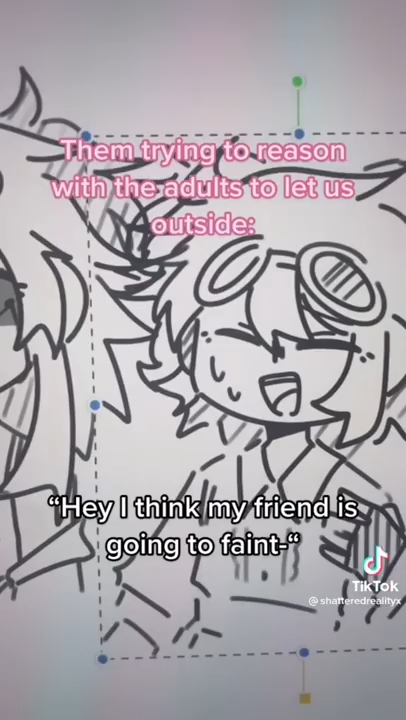 Them trying to reason
with the adults to let us
outside:
“Hey I think my friend is
going to faint-“
TikTok
@shatteredrealityx